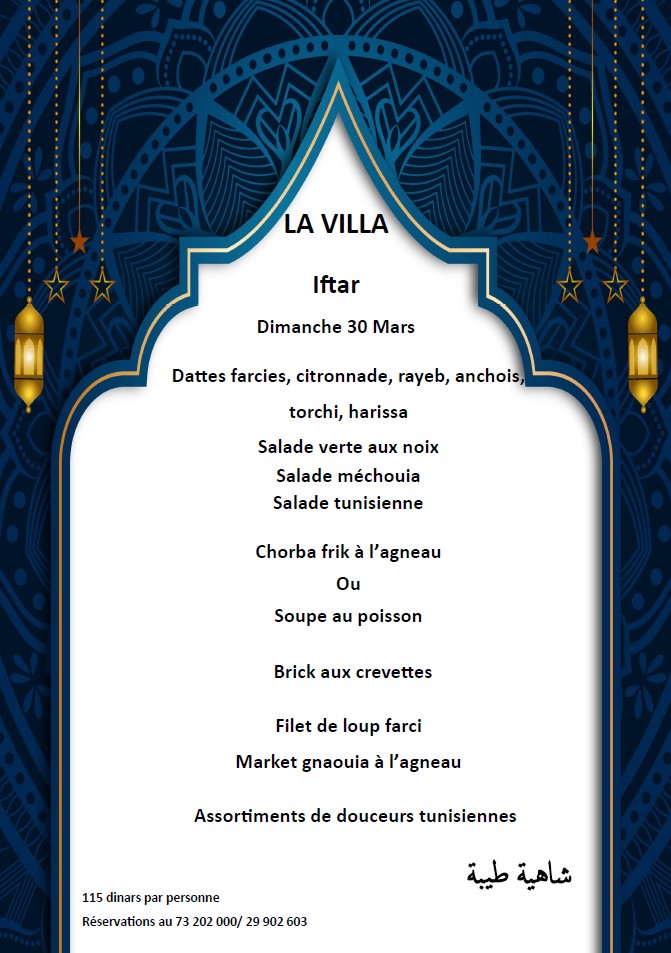 LA VILLA
Iftar
Dimanche 30 Mars
Dattes farcies, citronnade, rayeb, anchois,
torchi, harissa
Salade verte aux noix
Salade méchouia
Salade tunisienne
Chorba frik à l’agneau
Ou
Soupe au poisson
Brick aux crevettes
Filet de loup farci
Market gnaouia à l’agneau
Assortiments de douceurs tunisiennes
شاهية طيبة
115 dinars par personne
Réservations au 73 202 000/ 29 902 603